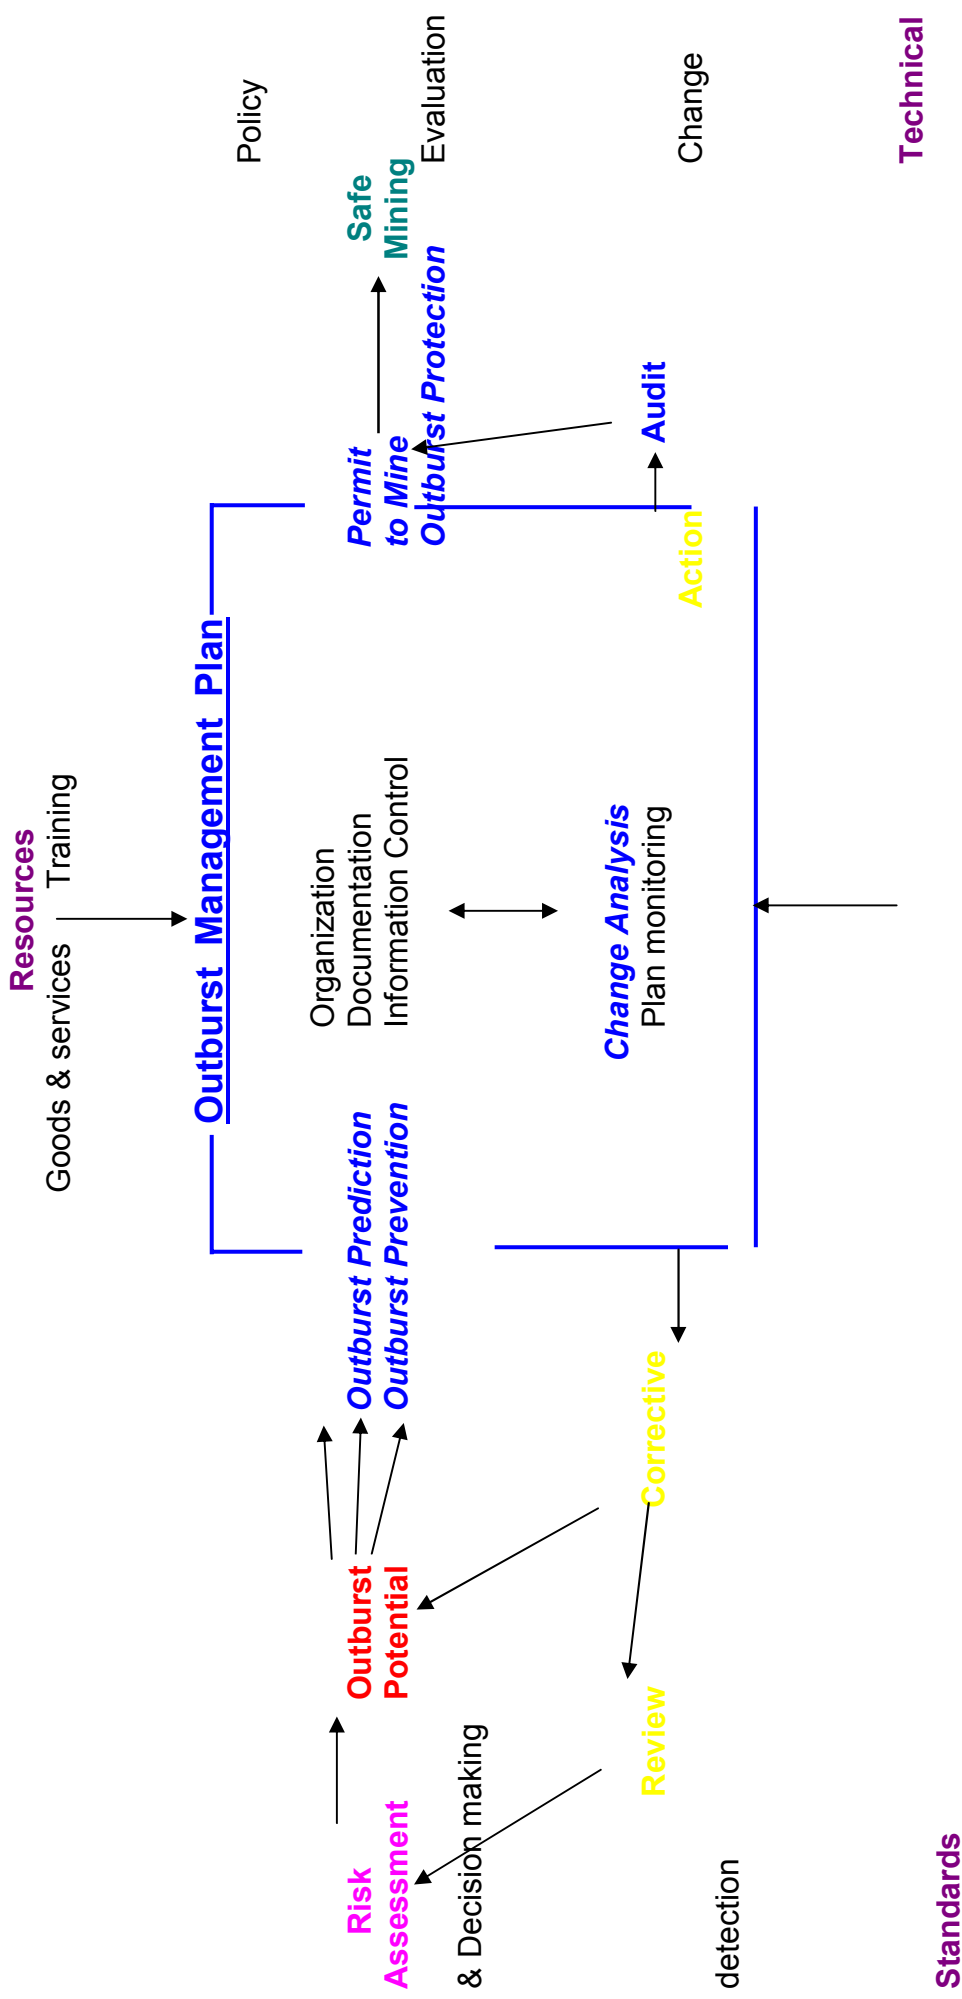 Resources
Goods & services Training
Outburst Management Plan
Policy
Organization
Documentation
Information Control
Risk
Assessment
Outburst
Potential
Outburst Prediction
Outburst Prevention
Permit
to Mine
Outburst Protection
Safe
Mining
Evaluation
& Decision making
Change Analysis
Plan monitoring
Review
Corrective
Action
Audit
Change
detection
Technical
Standards